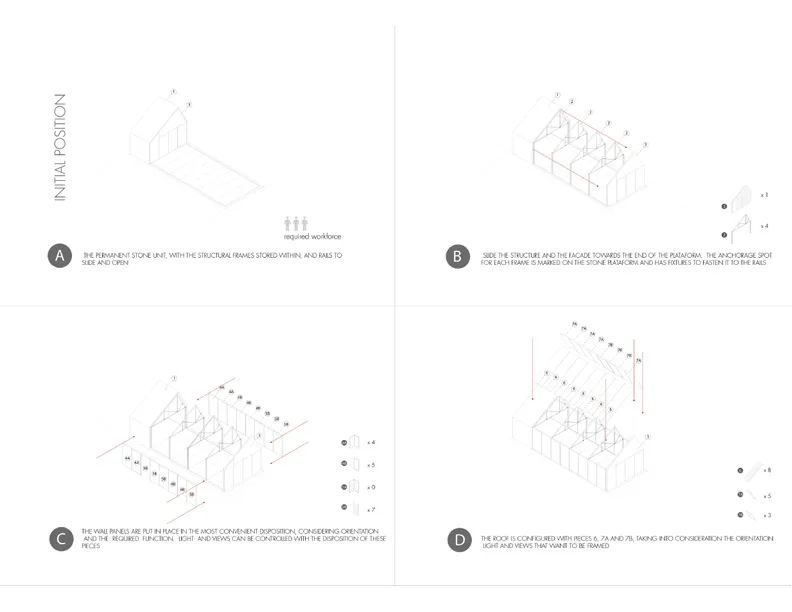 INITIAL POSITION
1
2
required workforce
A
THE PERMANENT STONE UNIT, WITH THE STRUCTURAL FRAMES STORED WITHIN, AND RAILS TO
SLIDE AND OPEN
1
2
x 1
x 4
B
SLIDE THE STRUCTURE AND THE FACADE TOWARDS THE END OF THE PLATAFORM. THE ANCHORAGE SPOT
FOR EACH FRAME IS MARKED ON THE STONE PLATAFORM AND HAS FIXTURES TO FASTEN IT TO THE RAILS
1
x 4
x 5
x 0
x 7
C
THE WALL PANELS ARE PUT IN PLACE IN THE MOST CONVENIENT DISPOSITION, CONSIDERING ORIENTATION
AND THE REQUIRED FUNCTION. LIGHT AND VIEWS CAN BE CONTROLLED WITH THE DISPOSITION OF THESE
PIECES
x 8
x 5
x 3
D
THE ROOF IS CONFIGURED WITH PIECES 6, 7A AND 7B, TAKING INTO CONSIDERATION THE ORIENTATION
LIGHT AND VIEWS THAT WANT TO BE FRAMED